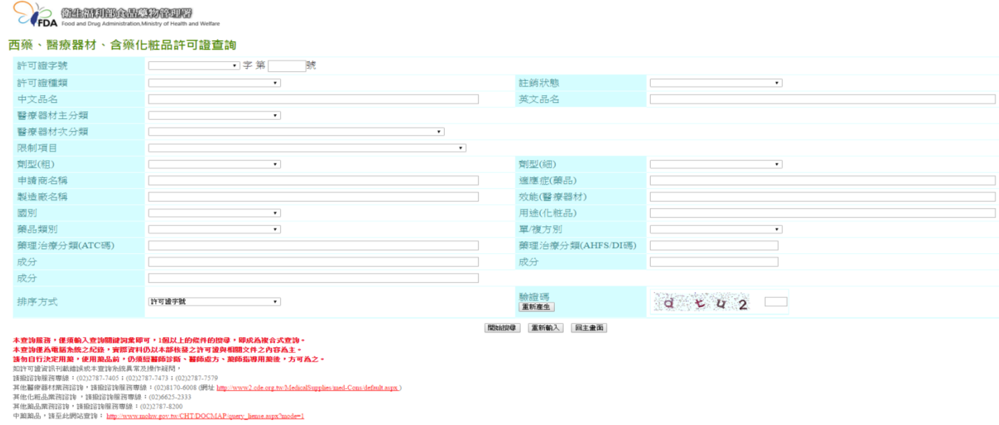 衛生福利部食品藥物管理署
FDA Food and Drug Administration,Ministry of Health and Welfare
西藥、醫療器材、含藥化粧品許可證查詢
許可證字號 字 第 號
許可證種類 註銷狀態
中文品名 英文品名
醫療器材主分類
醫療器材次分類
限制項目
劑型(粗) 劑型(細)
申請商名稱 適應症(藥品)
製造廠名稱 效能(醫療器材)
國別 用途(化粧品)
藥品類別 單/複方別
藥理治療分類(ATC碼) 藥理治療分類(AHFS/DI碼)
成分 成分
成分
排序方式 許可證字號 驗證碼
重新產生
d t u 2
開始搜尋 重新輸入 回主畫面
本查詢服務，僅須輸入查詢關鍵詞彙即可，1個以上的條件的搜尋，即成為複合式查詢。
本查詢僅為電腦系統之紀錄，實際資料仍以本部核發之許可證與相關文件之內容為主。
請勿自行決定用藥，使用藥品前，仍須經醫師診斷、醫師處方、藥師指導用藥後，方可為之。
如許可證資訊刊載錯誤或本查詢系統異常及操作疑問，
請撥諮詢服務專線：(02)2787-7405；(02)2787-7473；(02)2787-7579
其他醫療器材業務諮詢，請撥諮詢服務專線：(02)8170-6008 (網址 http://www2.cde.org.tw/MedicalSupplies/med-Cons/default.aspx )
其他化粧品業務諮詢 ，請撥諮詢服務專線：(02)6625-2333
其他藥品業務諮詢，請撥諮詢服務專線：(02)2787-8200
中藥藥品，請至此網站查詢： http://www.mohw.gov.tw/CHT/DOCMAP/query_liense.aspx?mode=1